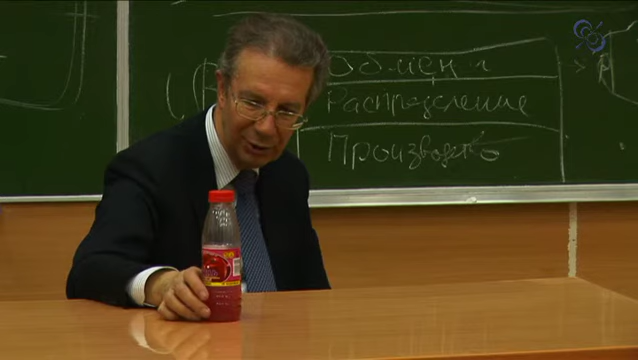 Обмен
Распределение
Производство